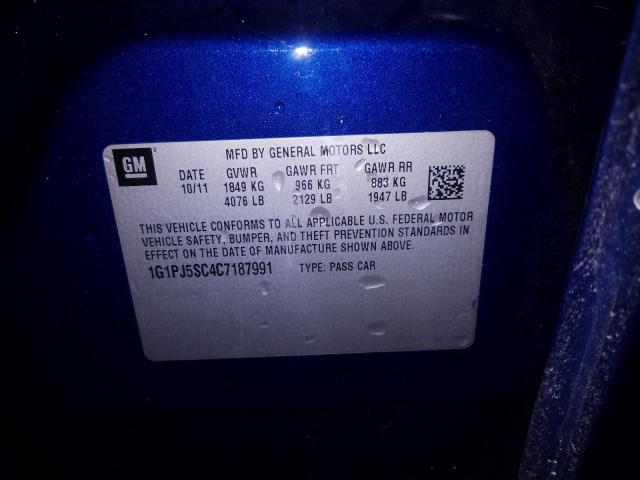 GM
MFD BY GENERAL MOTORS LLC
DATE GVWR GAWR FRT GAWR RR
10/11 1849 KG 966 KG 883 KG
4076 LB 2129 LB 1947 LB
THIS VEHICLE CONFORMS TO ALL APPLICABLE U.S. FEDERAL MOTOR
VEHICLE SAFETY, BUMPER, AND THEFT PREVENTION STANDARDS IN
EFFECT ON THE DATE OF MANUFACTURE SHOWN ABOVE.
1G1PJ5SC4C7187991 TYPE: PASS CAR